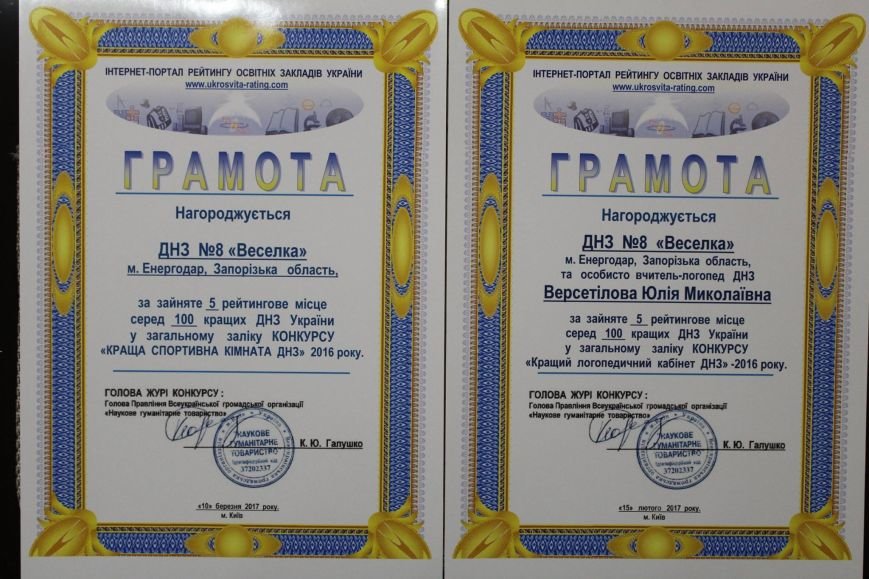 ІНТЕРНЕТ-ПОРТАЛ РЕЙТИНГУ ОСВІТНІХ ЗАКЛАДІВ УКРАЇНИ
www.ukrosvita-rating.com
ГРАМОТА
Нагороджується
ДНЗ №8 «Веселка»
м. Енергодар, Запорізька область,
за зайняте 5 рейтингове місце
серед 100 кращих ДНЗ України
у загальному заліку КОНКУРСУ
«КРАЩА СПОРТИВНА КІМНАТА ДНЗ» 2016 року.
ГОЛОВА ЖУРІ КОНКУРСУ :
Голова Правління Всеукраїнської громадської організації
«Наукове гуманітарне товариство»
К. Ю. Галушко
НАУКОВЕ
ГУМАНІТАРНЕ
ТОВАРИСТВО
Ідентифікаційний код
37202337
«10» березня 2017 року.
м. Київ
ІНТЕРНЕТ-ПОРТАЛ РЕЙТИНГУ ОСВІТНІХ ЗАКЛАДІВ УКРАЇНИ
www.ukrosvita-rating.com
ГРАМОТА
Нагороджується
ДНЗ №8 «Веселка»
м. Енергодар, Запорізька область,
та особисто вчитель-логопед ДНЗ
Версетілова Юлія Миколаївна
за зайняте 5 рейтингове місце
серед 100 кращих ДНЗ України
у загальному заліку КОНКУРСУ
«Кращий логопедичний кабінет ДНЗ» -2016 року.
ГОЛОВА ЖУРІ КОНКУРСУ :
Голова Правління Всеукраїнської громадської організації
«Наукове гуманітарне товариство»
К. Ю. Галушко
НАУКОВЕ
ГУМАНІТАРНЕ
ТОВАРИСТВО
Ідентифікаційний код
37202337
«15» лютого 2017 року.
м. Київ